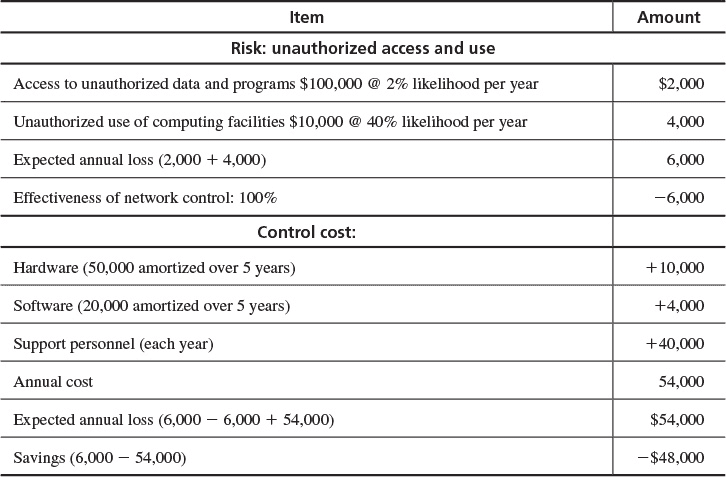 Item Amount
Risk: unauthorized access and use
Access to unauthorized data and programs $100,000 @ 2% likelihood per year $2,000
Unauthorized use of computing facilities $10,000 @ 40% likelihood per year 4,000
Expected annual loss (2,000 + 4,000) 6,000
Effectiveness of network control: 100% −6,000
Control cost:
Hardware (50,000 amortized over 5 years) +10,000
Software (20,000 amortized over 5 years) +4,000
Support personnel (each year) +40,000
Annual cost 54,000
Expected annual loss (6,000 − 6,000 + 54,000) $54,000
Savings (6,000 − 54,000) −$48,000